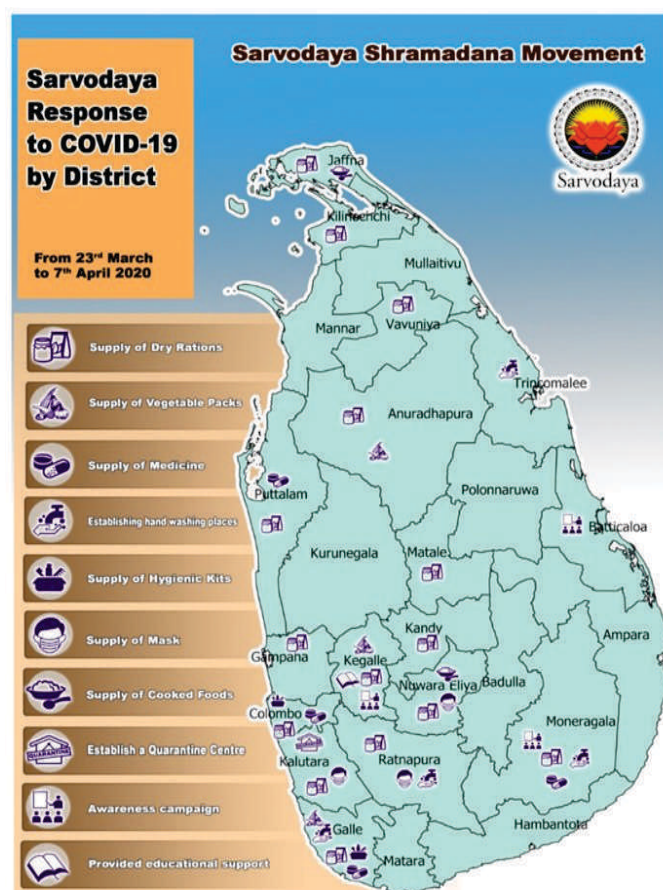 Sarvodaya Shramadana Movement
Sarvodaya
Response
to COVID-19
by District
From 23rd March
to 7th April 2020
Sarvodaya
Supply of Dry Rations
Supply of Vegetable Packs
Supply of Medicine
Establishing hand washing places
Supply of Hygienic Kits
Supply of Mask
Supply of Cooked Foods
Establish a Quarantine Centre
QUARANTINE
Awareness campaign
Provided educational support
Jaffna
Kilinochchi
Mullaitivu
Mannar
Vavuniya
Trincomalee
Anuradhapura
Puttalam
Polonnaruwa
Batticaloa
Kurunegala
Matale
Kandy
Ampara
Gampana
Kegalle
Nuwara Eliya
Badulla
Colombo
Moneragala
QUARANTINE
Kalutara
Ratnapura
Galle
Hambantota
Matara